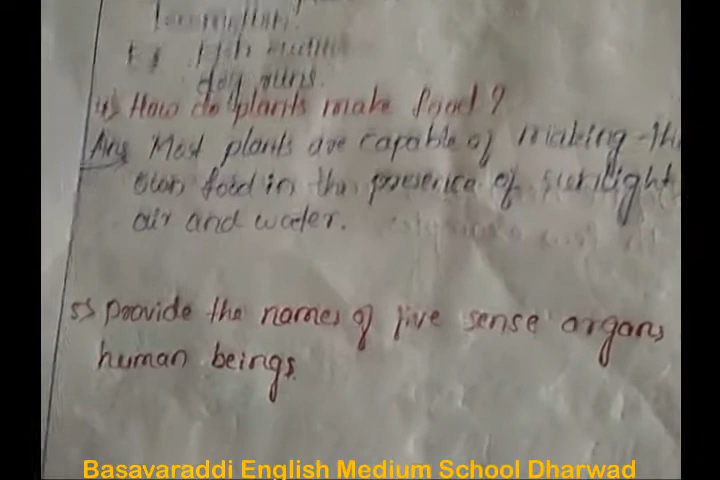 dog runs.
4) How do plants make food?
Ans Most plants are capable of making
own food in the presence of sunlight
air and water.
5) Provide the names of five sense organs
human beings.
Basavaraddi English Medium School Dharwad